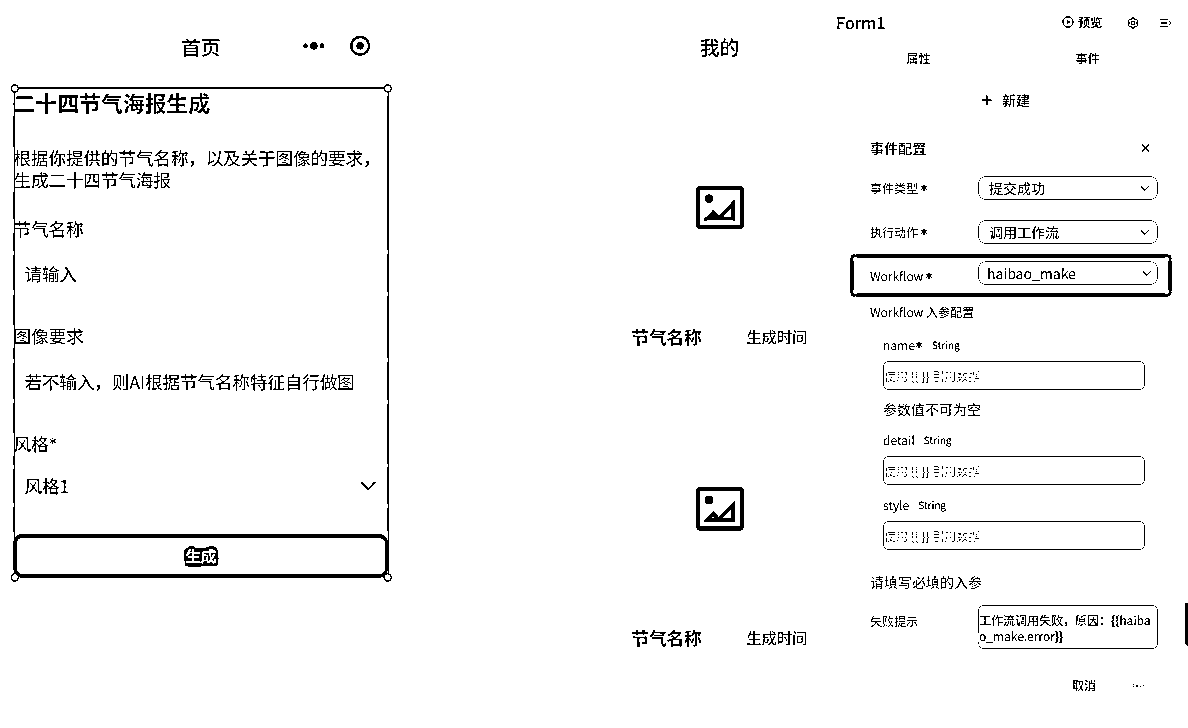 首页
二十四节气海报生成
根据你提供的节气名称，以及关于图像的要求，
生成二十四节气海报
节气名称
请输入
图像要求
若不输入，则AI根据节气名称特征自行做图
风格*
风格1
生成
我的
节气名称 生成时间
节气名称 生成时间
Form1
预览
属性 事件
+ 新建
事件配置
事件类型* 提交成功
执行动作* 调用工作流
Workflow* haibao_make
Workflow 入参配置
name* String
参数值不可为空
detail String
style String
请填写必填的入参
失败提示
工作流调用失败，原因：{{haiba
o_make.error}}
取消